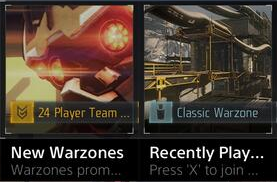 24 Player Team ...
Classic Warzone
New Warzones
Recently Play...
Warzones prom...
Press 'X' to join ...